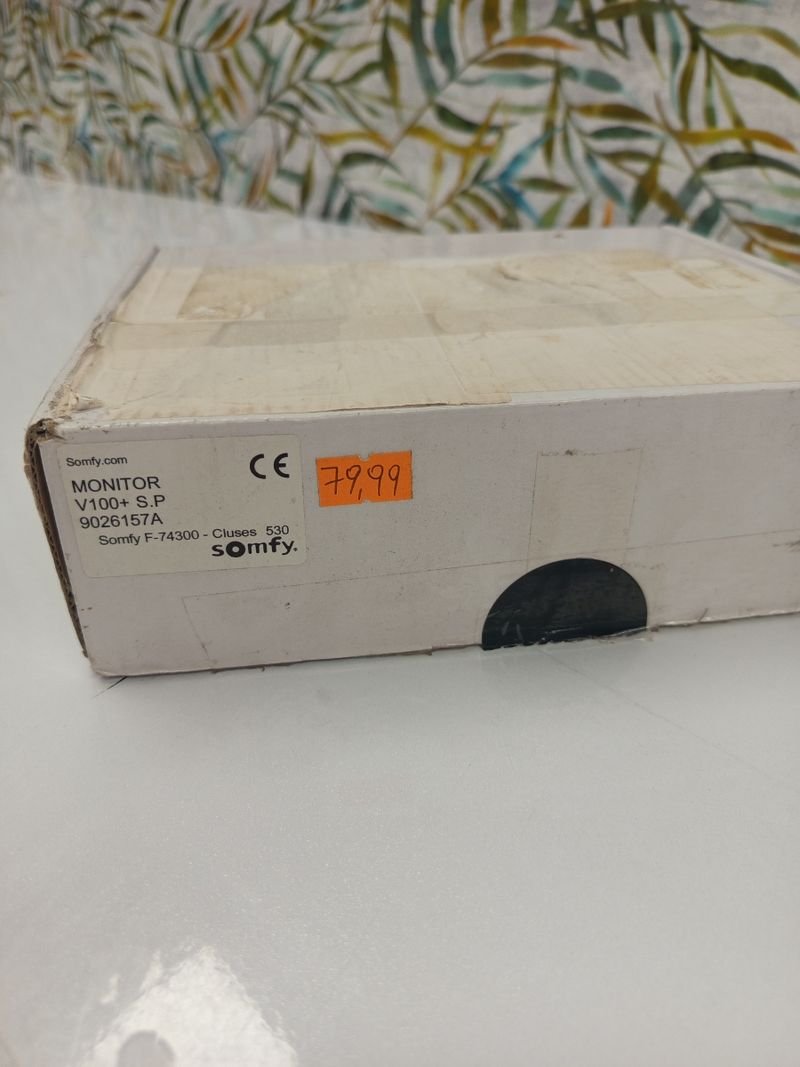 Somfy.com
CE
MONITOR
V100+ S.P
9026157A
Somfy F-74300 - Cluses 530
somfy.
79,99